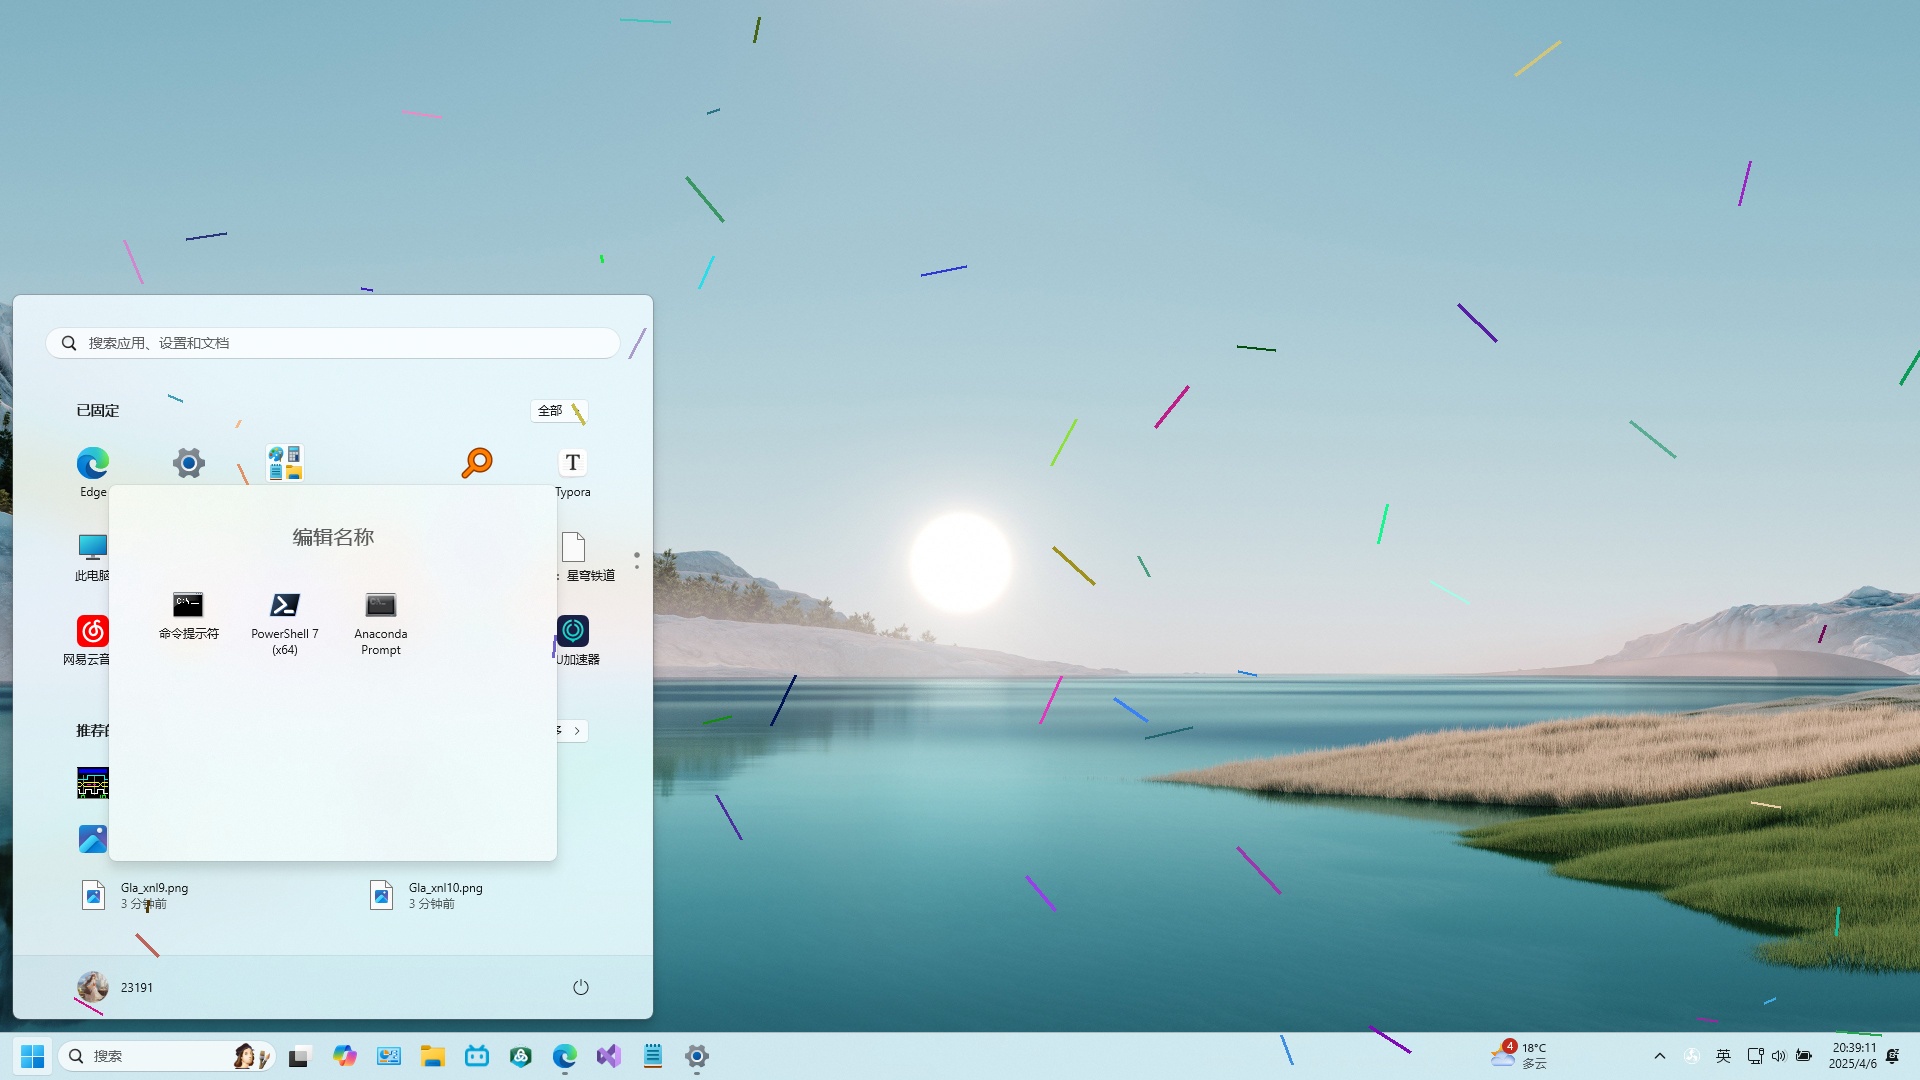 搜索应用、设置和文档
已固定
全部
Edge
Typora
编辑名称
此电脑
星穹铁道
命令提示符
PowerShell 7
(x64)
Anaconda
Prompt
网易云音
U加速器
推荐
Gla_xnl9.png
3 分钟前
Gla_xnl10.png
3 分钟前
23191
搜索
4
18°C
多云
英
20:39:11
2025/4/6